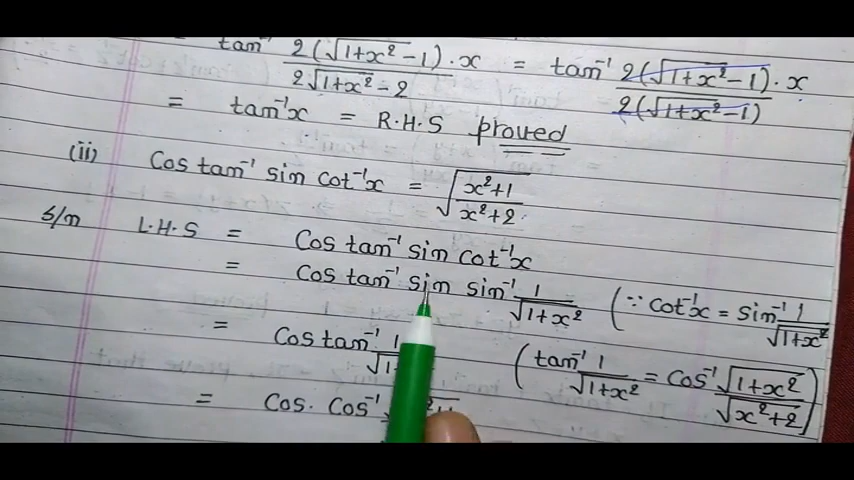 = tan⁻¹ 2(√1+x² -1)·x / 2√1+x² - 2 = tan⁻¹ 2(√1+x² -1)·x / 2(√1+x² -1)
= tan⁻¹x = R.H.S proved
(ii) Cos tan⁻¹ sin cot⁻¹x = √x²+1 / x²+2
S/n L.H.S = Cos tan⁻¹ sin cot⁻¹x
= Cos tan⁻¹ sin sin⁻¹ 1/√1+x² (∵ cot⁻¹x = sin⁻¹ 1/√1+x²
= Cos tan⁻¹ 1/√1 (tan⁻¹ 1/√1+x² = Cos⁻¹ √1+x²/√x²+2)
= Cos. Cos⁻¹